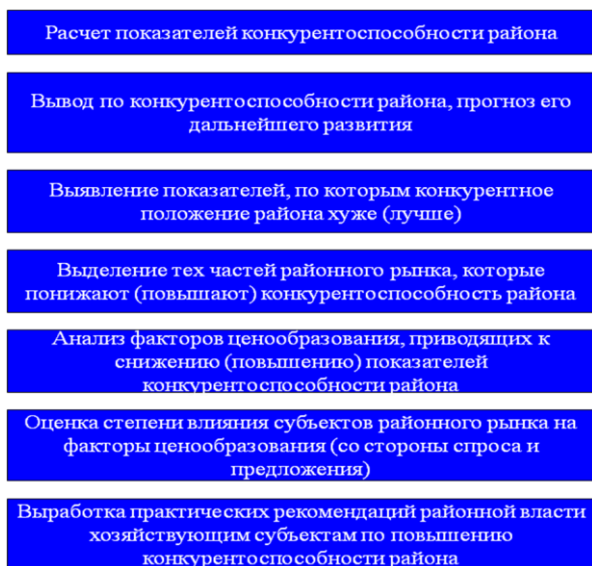 Расчет показателей конкурентоспособности района
Вывод по конкурентоспособности района, прогноз его
дальнейшего развития
Выявление показателей, по которым конкурентное
положение района хуже (лучше)
Выделение тех частей районного рынка, которые
понижают (повышают) конкурентоспособность района
Анализ факторов ценообразования, приводящих к
снижению (повышению) показателей
конкурентоспособности района
Оценка степени влияния субъектов районного рынка на
факторы ценообразования (со стороны спроса и
предложения)
Выработка практических рекомендаций районной власти
хозяйствующим субъектам по повышению
конкурентоспособности района